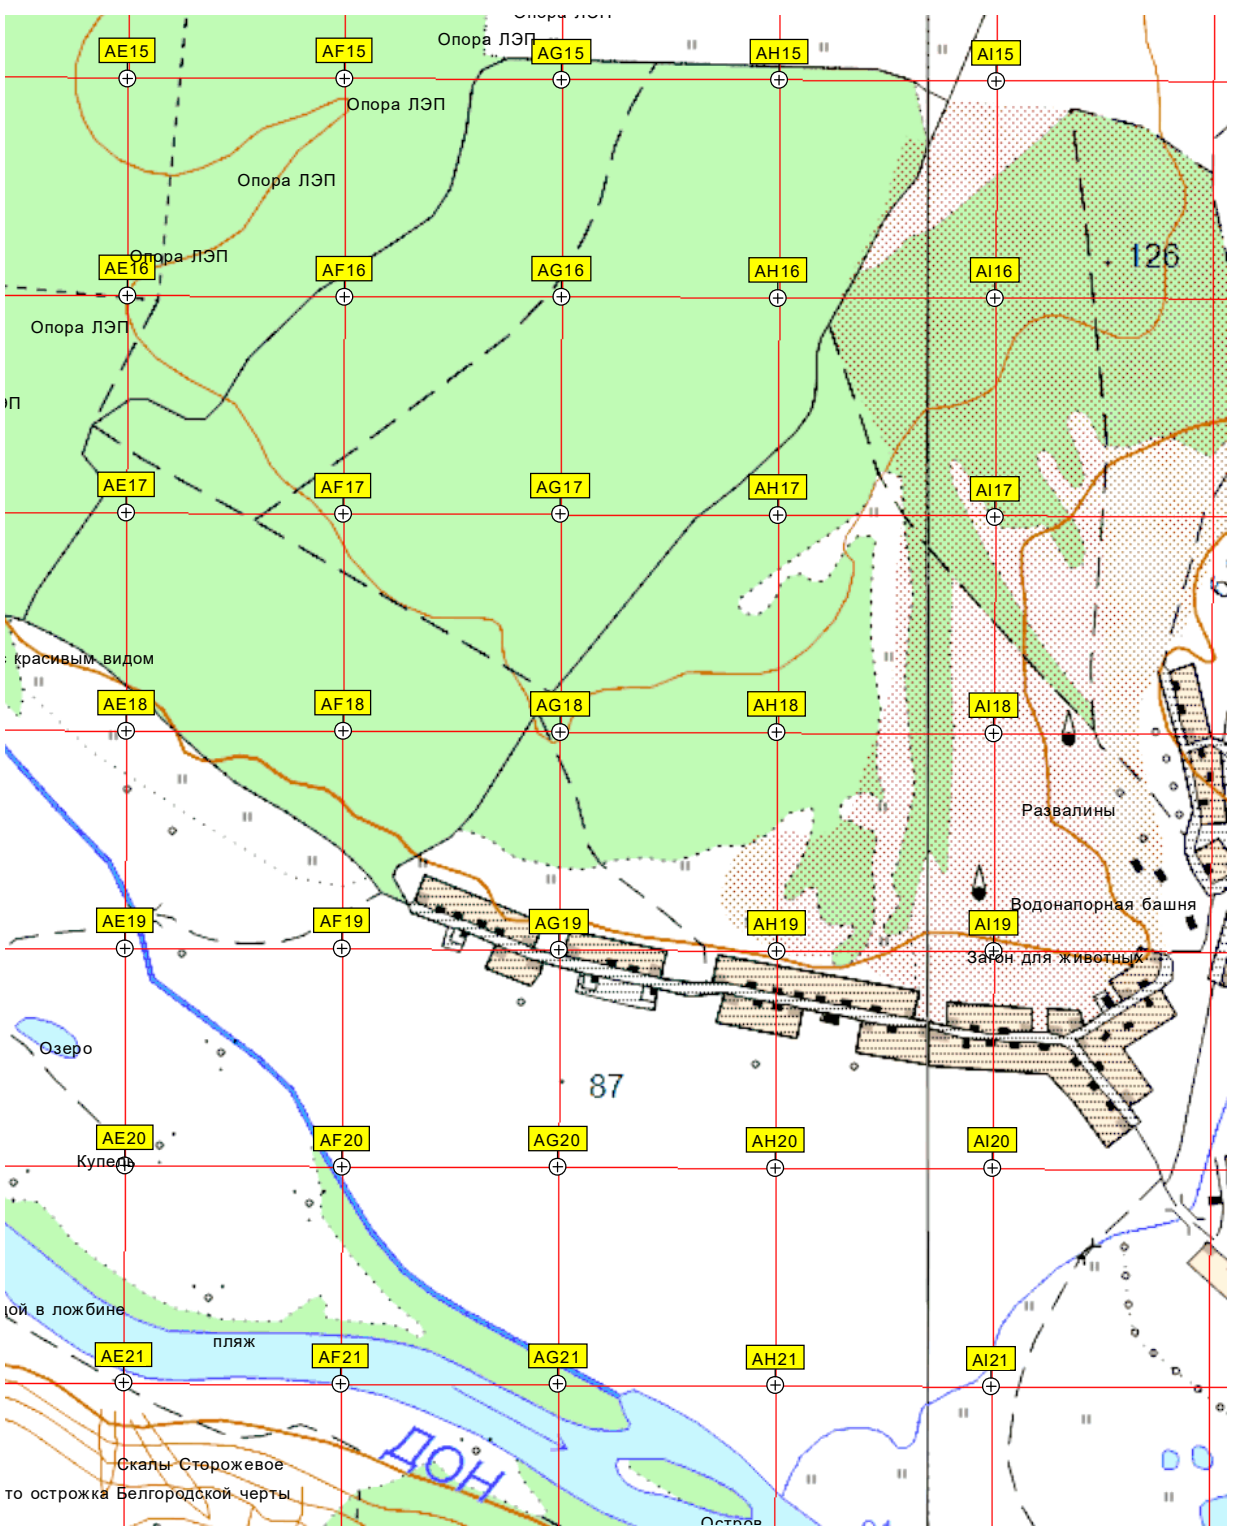 Опора ЛЭП
Опора ЛЭП
AE15
AF15
AG15
AH15
AI15
Опора ЛЭП
Опора ЛЭП
Опора ЛЭП
126
AE16
AF16
AG16
AH16
AI16
Опора ЛЭП
ЭП
AE17
AF17
AG17
AH17
AI17
с красивым видом
AE18
AF18
AG18
AH18
AI18
Развалины
Водонапорная башня
AE19
AF19
AG19
AH19
AI19
Загон для животных
Озеро
87
AE20
AF20
AG20
AH20
AI20
Купель
дой в ложбине
пляж
AE21
AF21
AG21
AH21
AI21
ДОН
Скалы Сторожевое
то острожка Белгородской черты
Остров